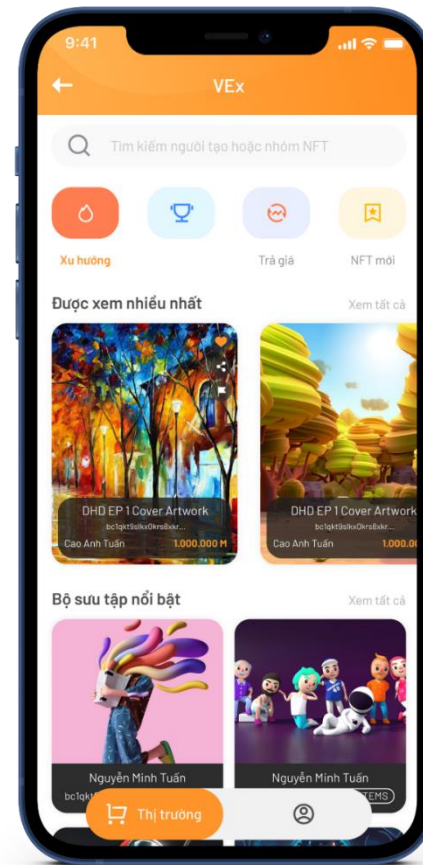 9:41
VEx
Tìm kiếm người tạo hoặc nhóm NFT
Xu hướng
Trả giá
NFT mới
Được xem nhiều nhất
Xem tất cả
DHD EP 1 Cover Artwork
Cao Anh Tuấn
1.000.000 M
DHD EP 1 Cover Artwork
Cao Anh Tuấn
1.000.0
Bộ sưu tập nổi bật
Xem tất cả
Nguyễn Minh Tuấn
Nguyễn Minh Tuấn
Thị trường